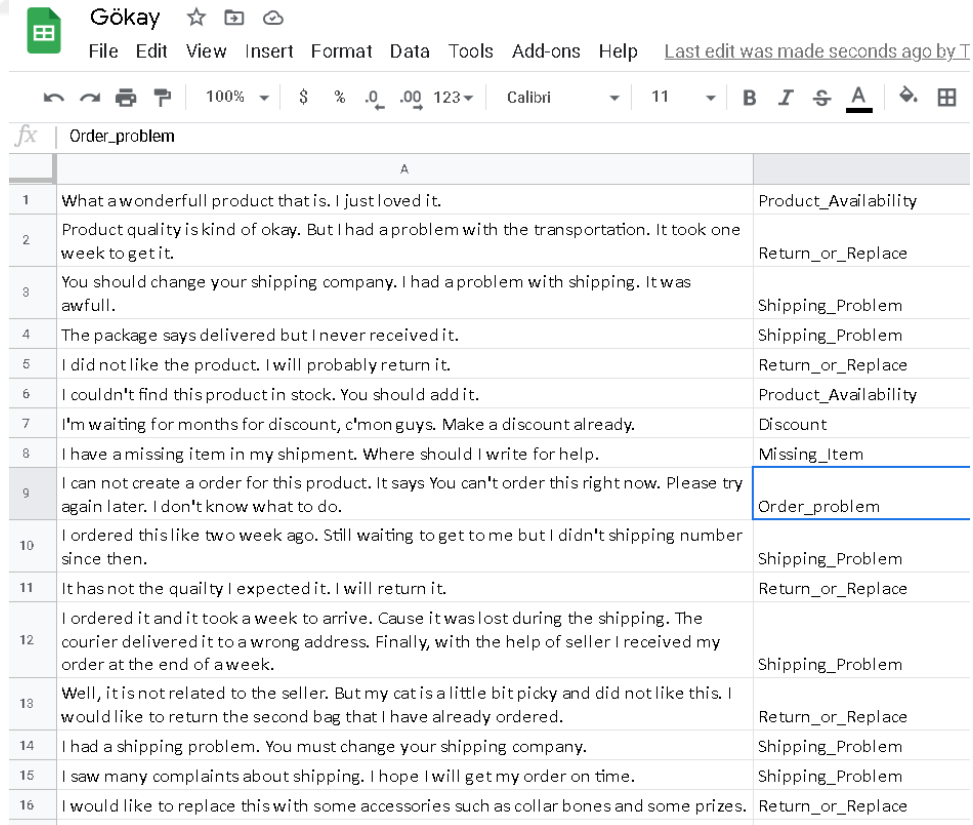 Gökay
File Edit View Insert Format Data Tools Add-ons Help Last edit was made seconds ago by T
100% $ % .0 .00 123 Calibri 11 B I S A
fx Order_problem
A
1 What a wonderfull product that is. I just loved it. Product_Availability
2 Product quality is kind of okay. But I had a problem with the transportation. It took one
week to get it. Return_or_Replace
3 You should change your shipping company. I had a problem with shipping. It was
awfull. Shipping_Problem
4 The package says delivered but I never received it. Shipping_Problem
5 I did not like the product. I will probably return it. Return_or_Replace
6 I couldn't find this product in stock. You should add it. Product_Availability
7 I'm waiting for months for discount, c'mon guys. Make a discount already. Discount
8 I have a missing item in my shipment. Where should I write for help. Missing_Item
9 I can not create a order for this product. It says You can't order this right now. Please try
again later. I don't know what to do. Order_problem
10 I ordered this like two week ago. Still waiting to get to me but I didn't shipping number
since then. Shipping_Problem
11 It has not the quailty I expected it. I will return it. Return_or_Replace
12 I ordered it and it took a week to arrive. Cause it was lost during the shipping. The
courier delivered it to a wrong address. Finally, with the help of seller I received my
order at the end of a week. Shipping_Problem
13 Well, it is not related to the seller. But my cat is a little bit picky and did not like this. I
would like to return the second bag that I have already ordered. Return_or_Replace
14 I had a shipping problem. You must change your shipping company. Shipping_Problem
15 I saw many complaints about shipping. I hope I will get my order on time. Shipping_Problem
16 I would like to replace this with some accessories such as collar bones and some prizes. Return_or_Replace